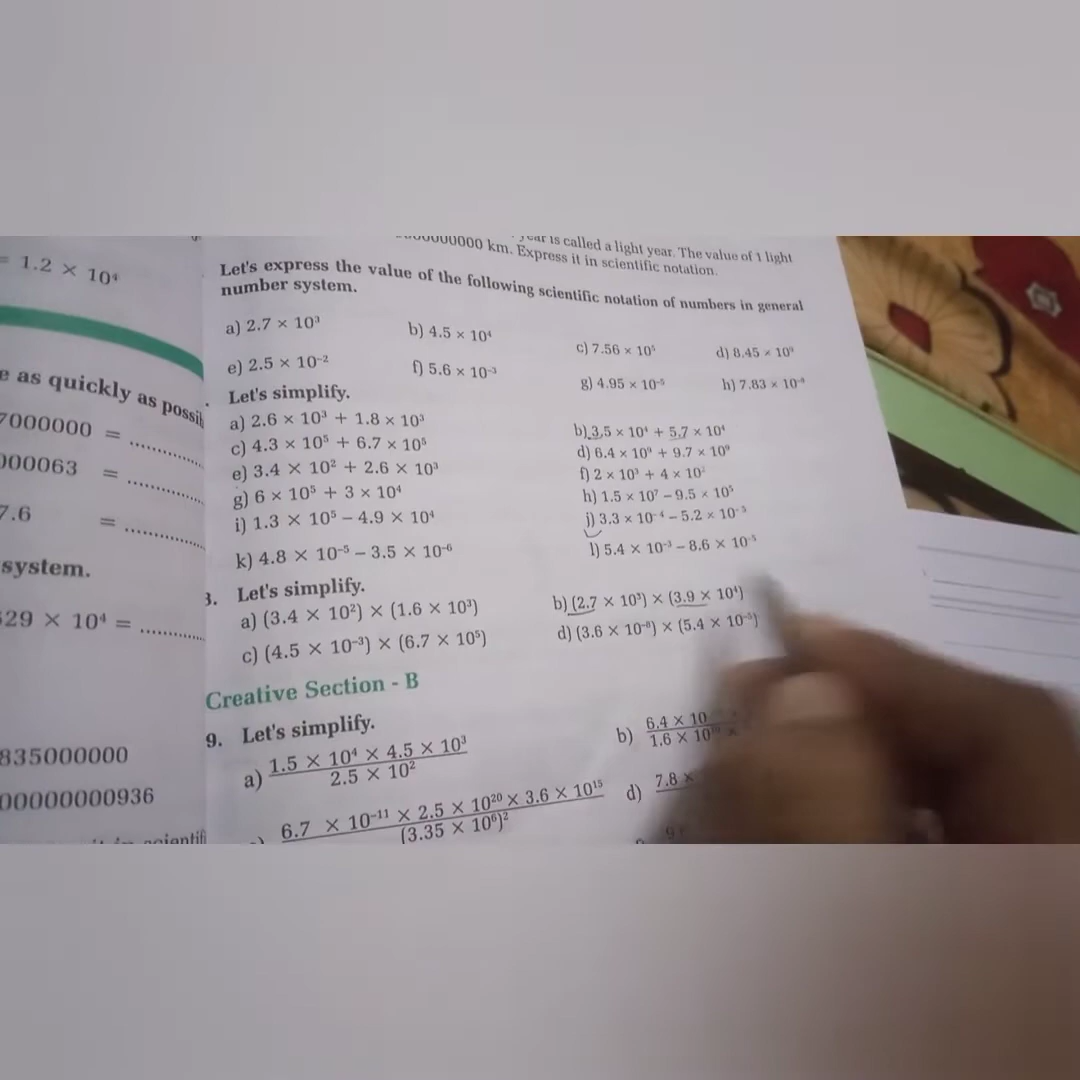 = 1.2 × 10⁴
e as quickly as possib
7000000 = ..............
000063 = ..............
7.6 = ..............
system.
529 × 10⁴ = ............
835000000
00000000936
year is called a light year. The value of 1 light
0000000 km. Express it in scientific notation.
Let's express the value of the following scientific notation of numbers in general
number system.
a) 2.7 × 10³ b) 4.5 × 10⁴ c) 7.56 × 10⁵ d) 8.45 × 10⁹
e) 2.5 × 10⁻² f) 5.6 × 10⁻³ g) 4.95 × 10⁻⁵ h) 7.83 ×
Let's simplify.
a) 2.6 × 10³ + 1.8 × 10³ b) 3.5 × 10⁴ + 5.7 × 10⁴
c) 4.3 × 10⁵ + 6.7 × 10⁵ d) 6.4 × 10⁹ + 9.7 × 10⁹
e) 3.4 × 10² + 2.6 × 10³ f) 2 × 10³ + 4 × 10²
g) 6 × 10⁵ + 3 × 10⁴ h) 1.5 × 10⁷ – 9.5 × 10⁵
i) 1.3 × 10⁵ – 4.9 × 10⁴ j) 3.3 × 10⁻⁴ – 5.2 ×
k) 4.8 × 10⁻⁵ – 3.5 × 10⁻⁶ l) 5.4 × 10⁻³ – 8.6 × 10⁻⁵
3. Let's simplify.
a) (3.4 × 10²) × (1.6 × 10³) b) (2.7 × 10³) × (3.9 × 10⁴)
c) (4.5 × 10⁻³) × (6.7 × 10⁵) d) (3.6 × 10⁻⁸) × (5.4 × 10⁻⁵)
Creative Section - B
9. Let's simplify.
a) 1.5 × 10⁴ × 4.5 × 10³ b) 6.4 × 10
2.5 × 10² 1.6 × 10¹⁰ ×
6.7 × 10⁻¹¹ × 2.5 × 10²⁰ × 3.6 × 10¹⁵ d) 7.8 ×
(3.35 × 10⁶)²